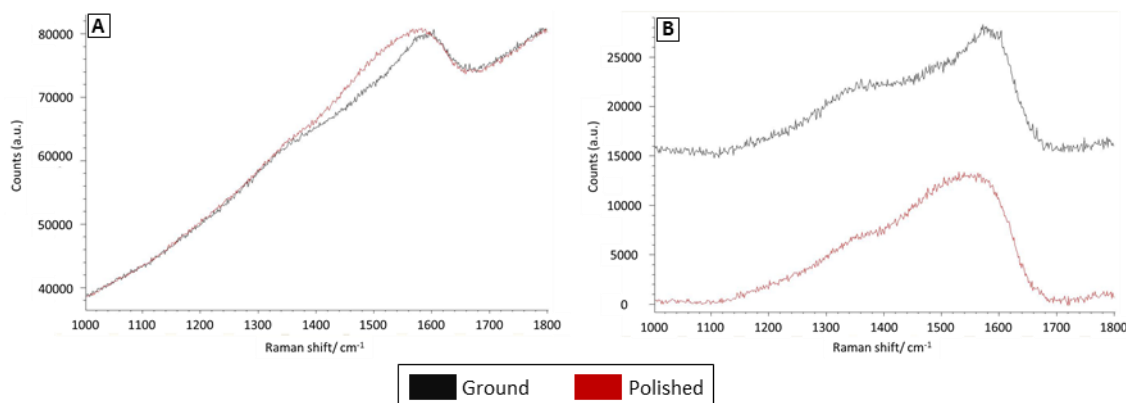 A
80000
70000
60000
50000
40000
Counts (a.u.)
1000 1100 1200 1300 1400 1500 1600 1700 1800
Raman shift/ cm⁻¹
B
25000
20000
15000
10000
5000
0
Counts (a.u.)
1000 1100 1200 1300 1400 1500 1600 1700 1800
Raman shift/ cm⁻¹
Ground Polished